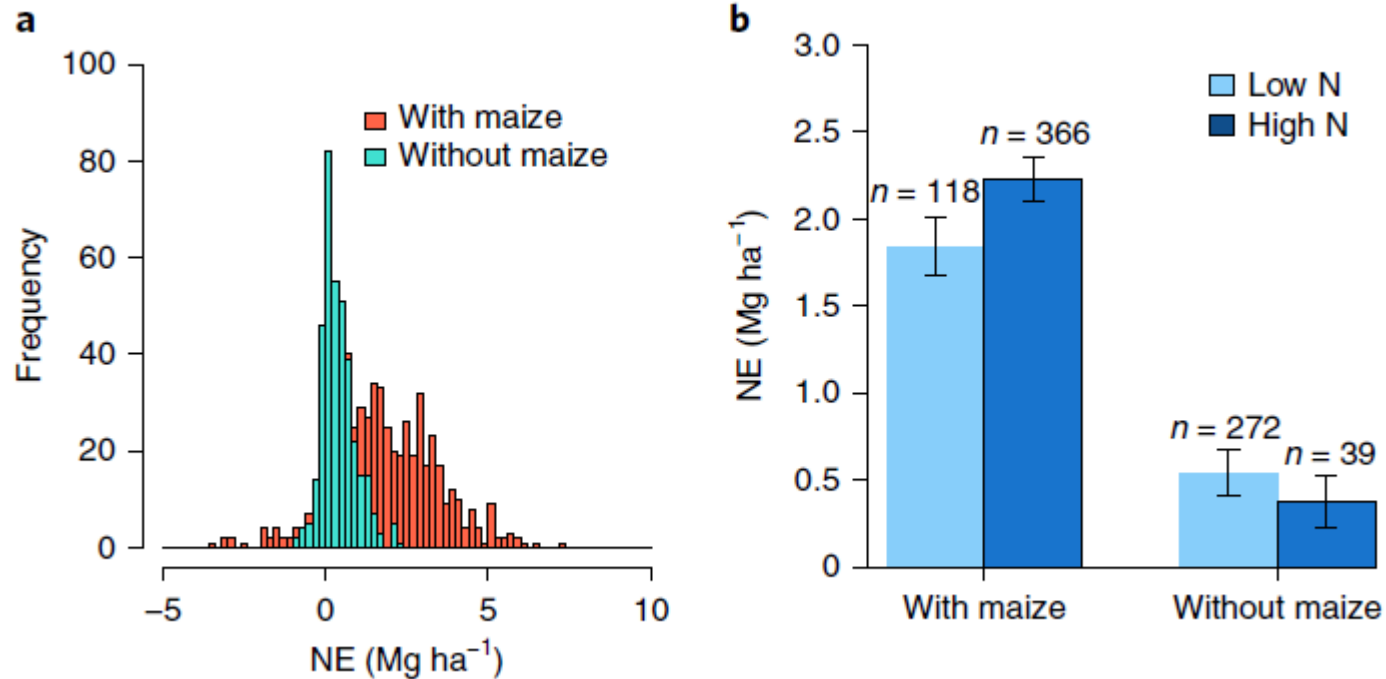 a
100
80
60
40
20
0
Frequency
With maize
Without maize
−5
0
5
10
NE (Mg ha⁻¹)
b
3.0
2.5
2.0
1.5
1.0
0.5
0
NE (Mg ha⁻¹)
Low N
High N
n = 118
n = 366
n = 272
n = 39
With maize
Without maize